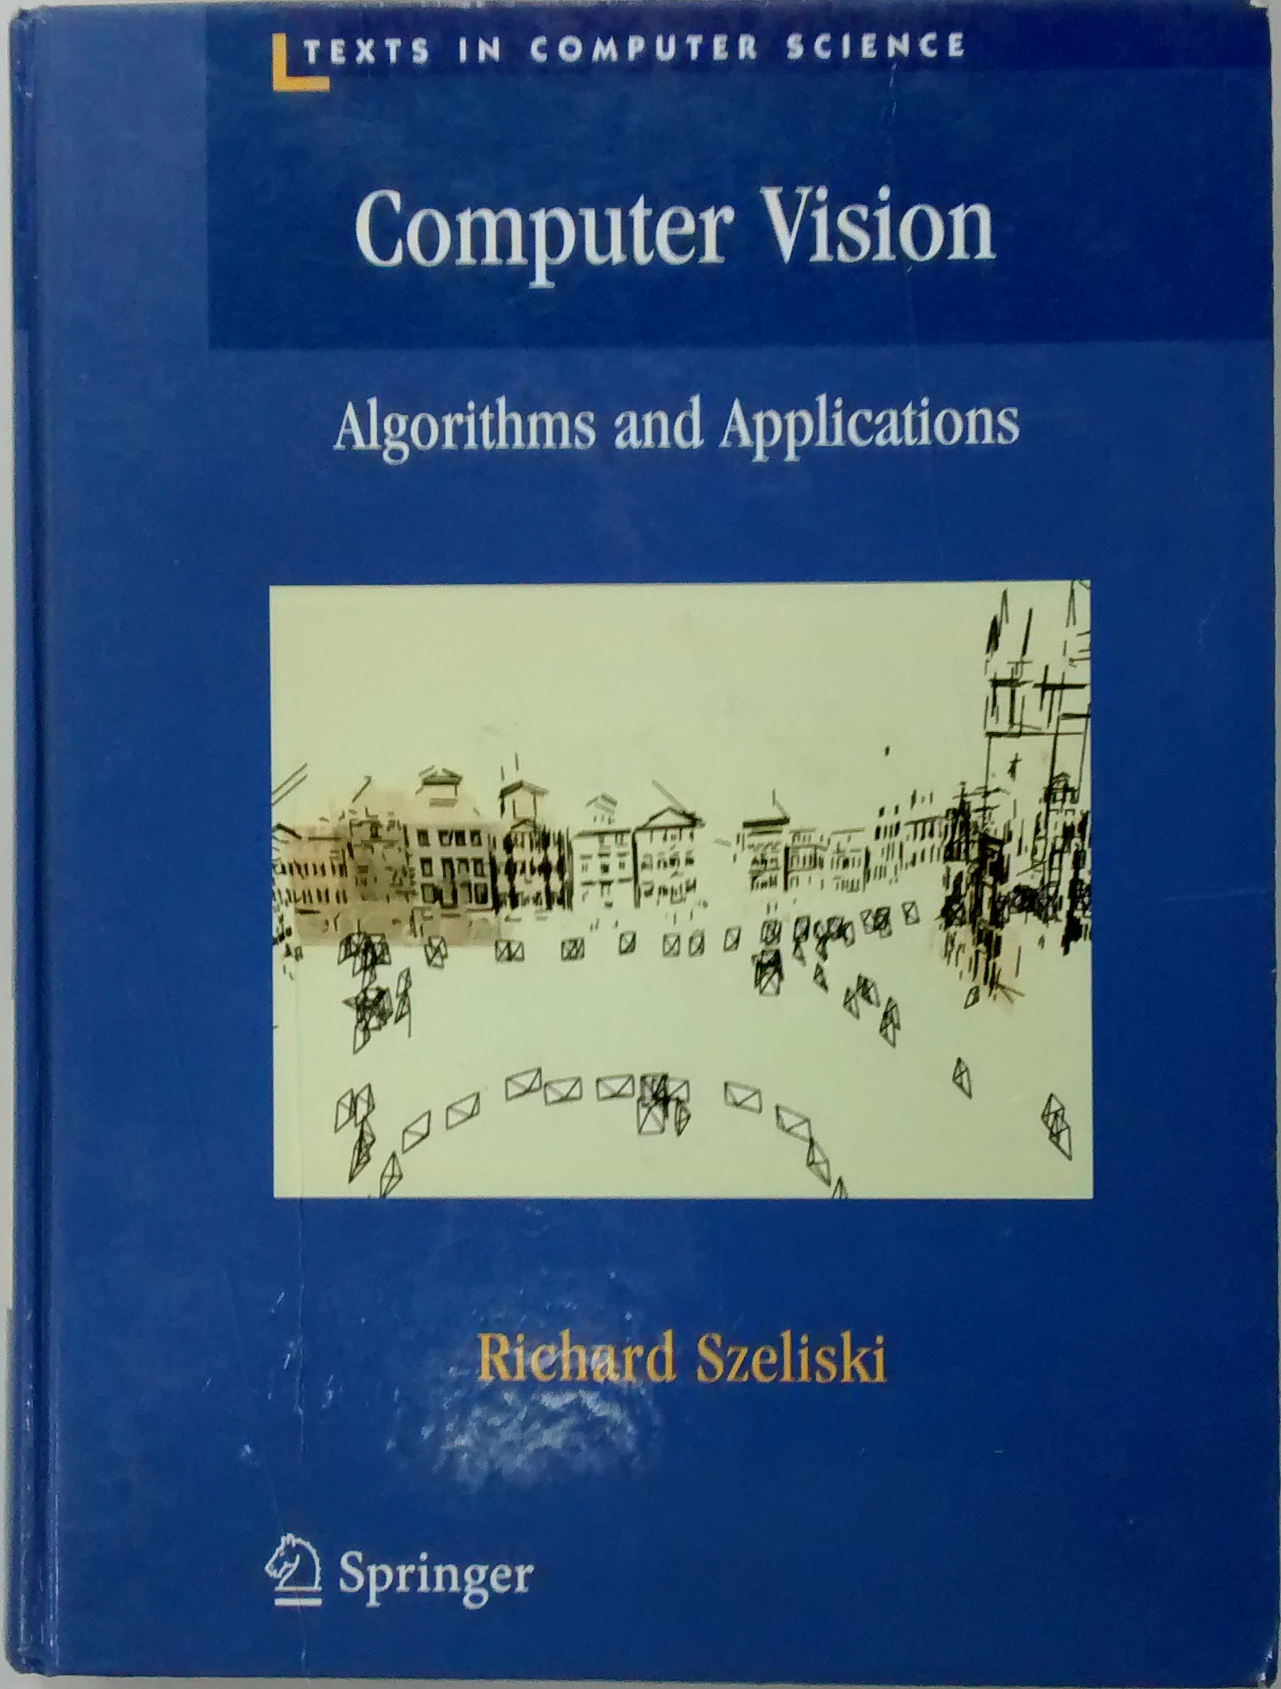 TEXTS IN COMPUTER SCIENCE
Computer Vision
Algorithms and Applications
Richard Szeliski
Springer